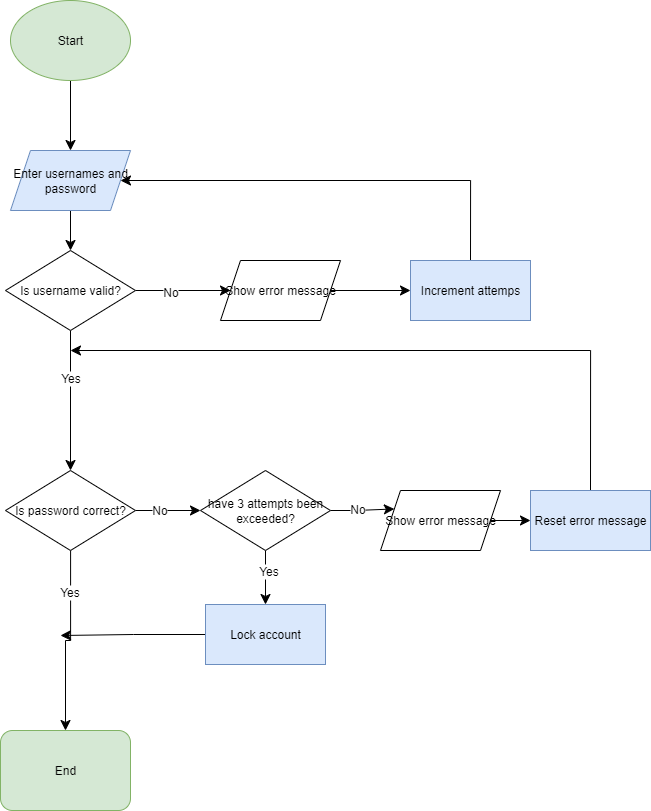 Start
Enter usernames and
password
Is username valid?
No
Show error message
Increment attemps
Yes
Is password correct?
No
have 3 attempts been
exceeded?
No
Show error message
Reset error message
Yes
Yes
Lock account
End